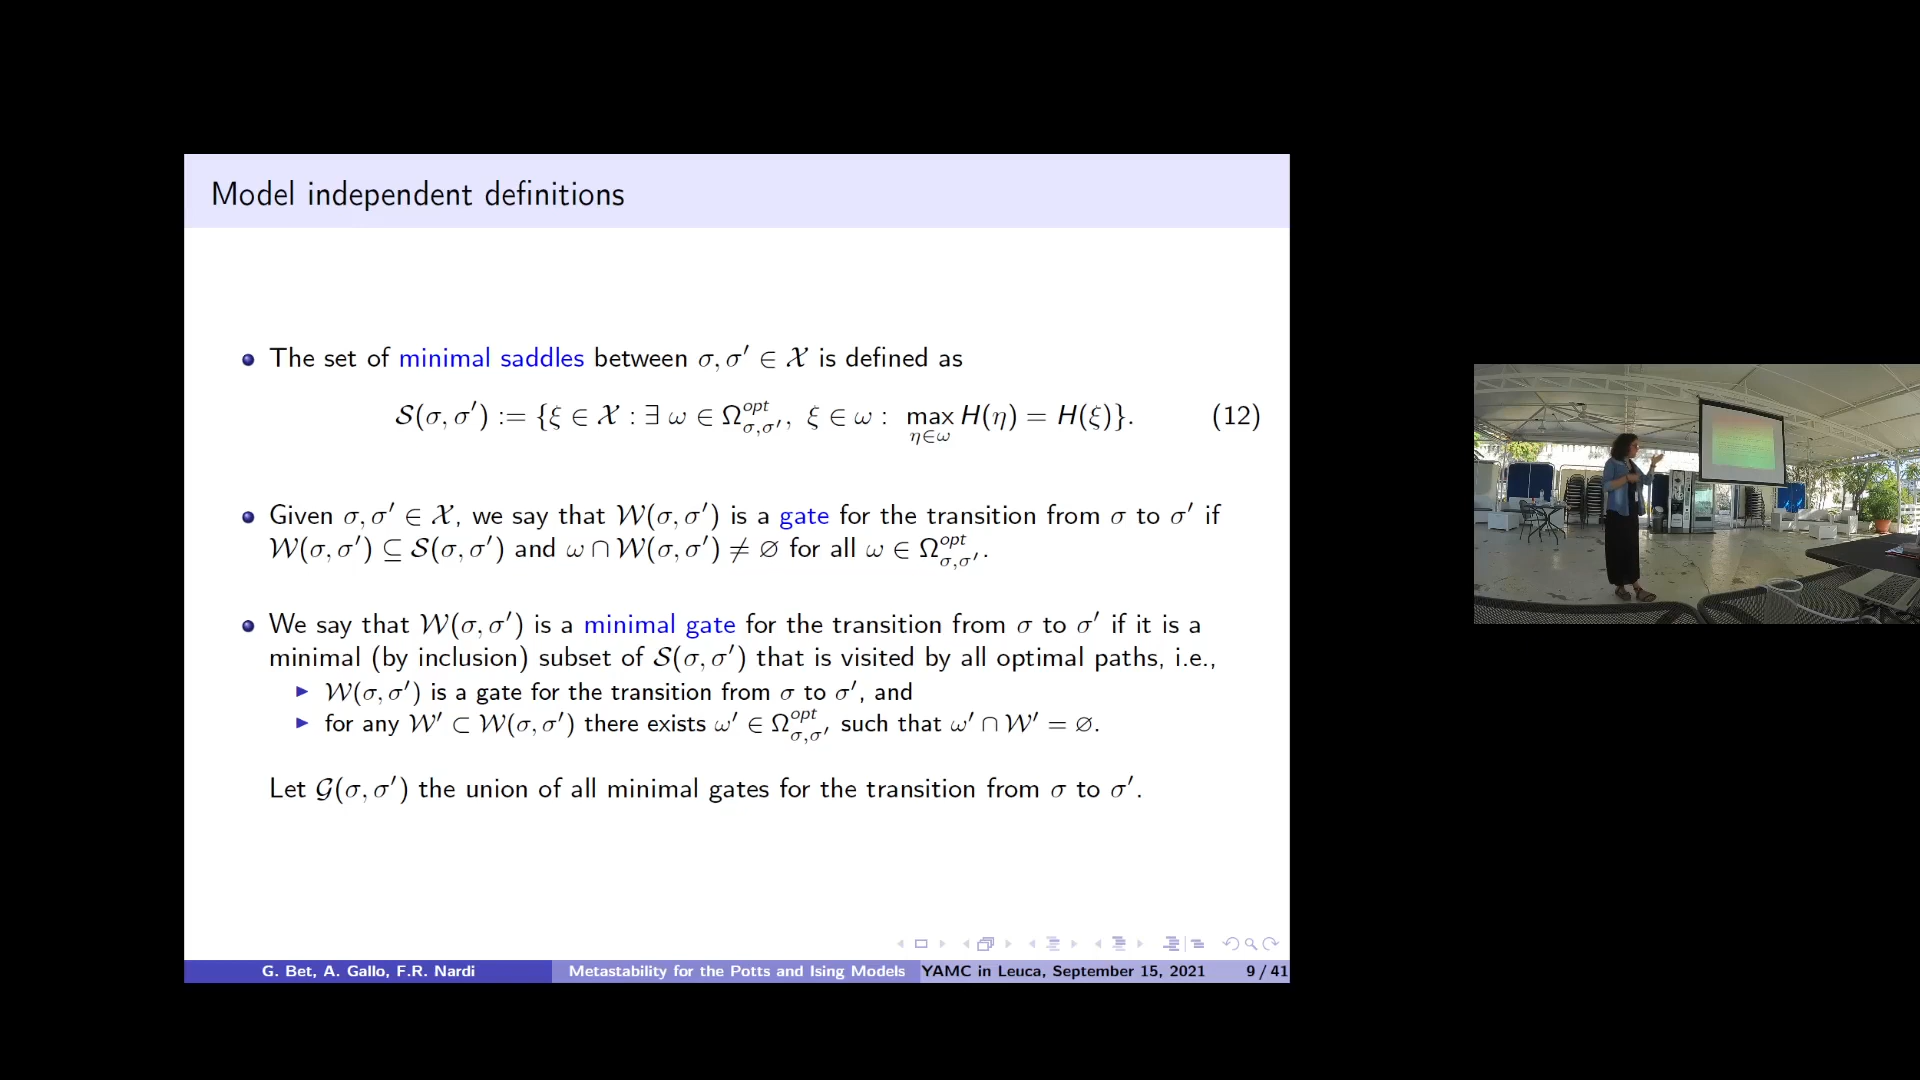 Model independent definitions
The set of minimal saddles between σ, σ′ ∈ 𝒳 is defined as
𝒮(σ, σ′) := {ξ ∈ 𝒳 : ∃ ω ∈ Ω^{opt}_{σ,σ′}, ξ ∈ ω : max_{η∈ω} H(η) = H(ξ)}. (12)
Given σ, σ′ ∈ 𝒳, we say that 𝒲(σ, σ′) is a gate for the transition from σ to σ′ if
𝒲(σ, σ′) ⊆ 𝒮(σ, σ′) and ω ∩ 𝒲(σ, σ′) ≠ ∅ for all ω ∈ Ω^{opt}_{σ,σ′}.
We say that 𝒲(σ, σ′) is a minimal gate for the transition from σ to σ′ if it is a
minimal (by inclusion) subset of 𝒮(σ, σ′) that is visited by all optimal paths, i.e.,
𝒲(σ, σ′) is a gate for the transition from σ to σ′, and
for any 𝒲′ ⊂ 𝒲(σ, σ′) there exists ω′ ∈ Ω^{opt}_{σ,σ′} such that ω′ ∩ 𝒲′ = ∅.
Let 𝒢(σ, σ′) the union of all minimal gates for the transition from σ to σ′.
G. Bet, A. Gallo, F.R. Nardi Metastability for the Potts and Ising Models YAMC in Leuca, September 15, 2021 9 / 41